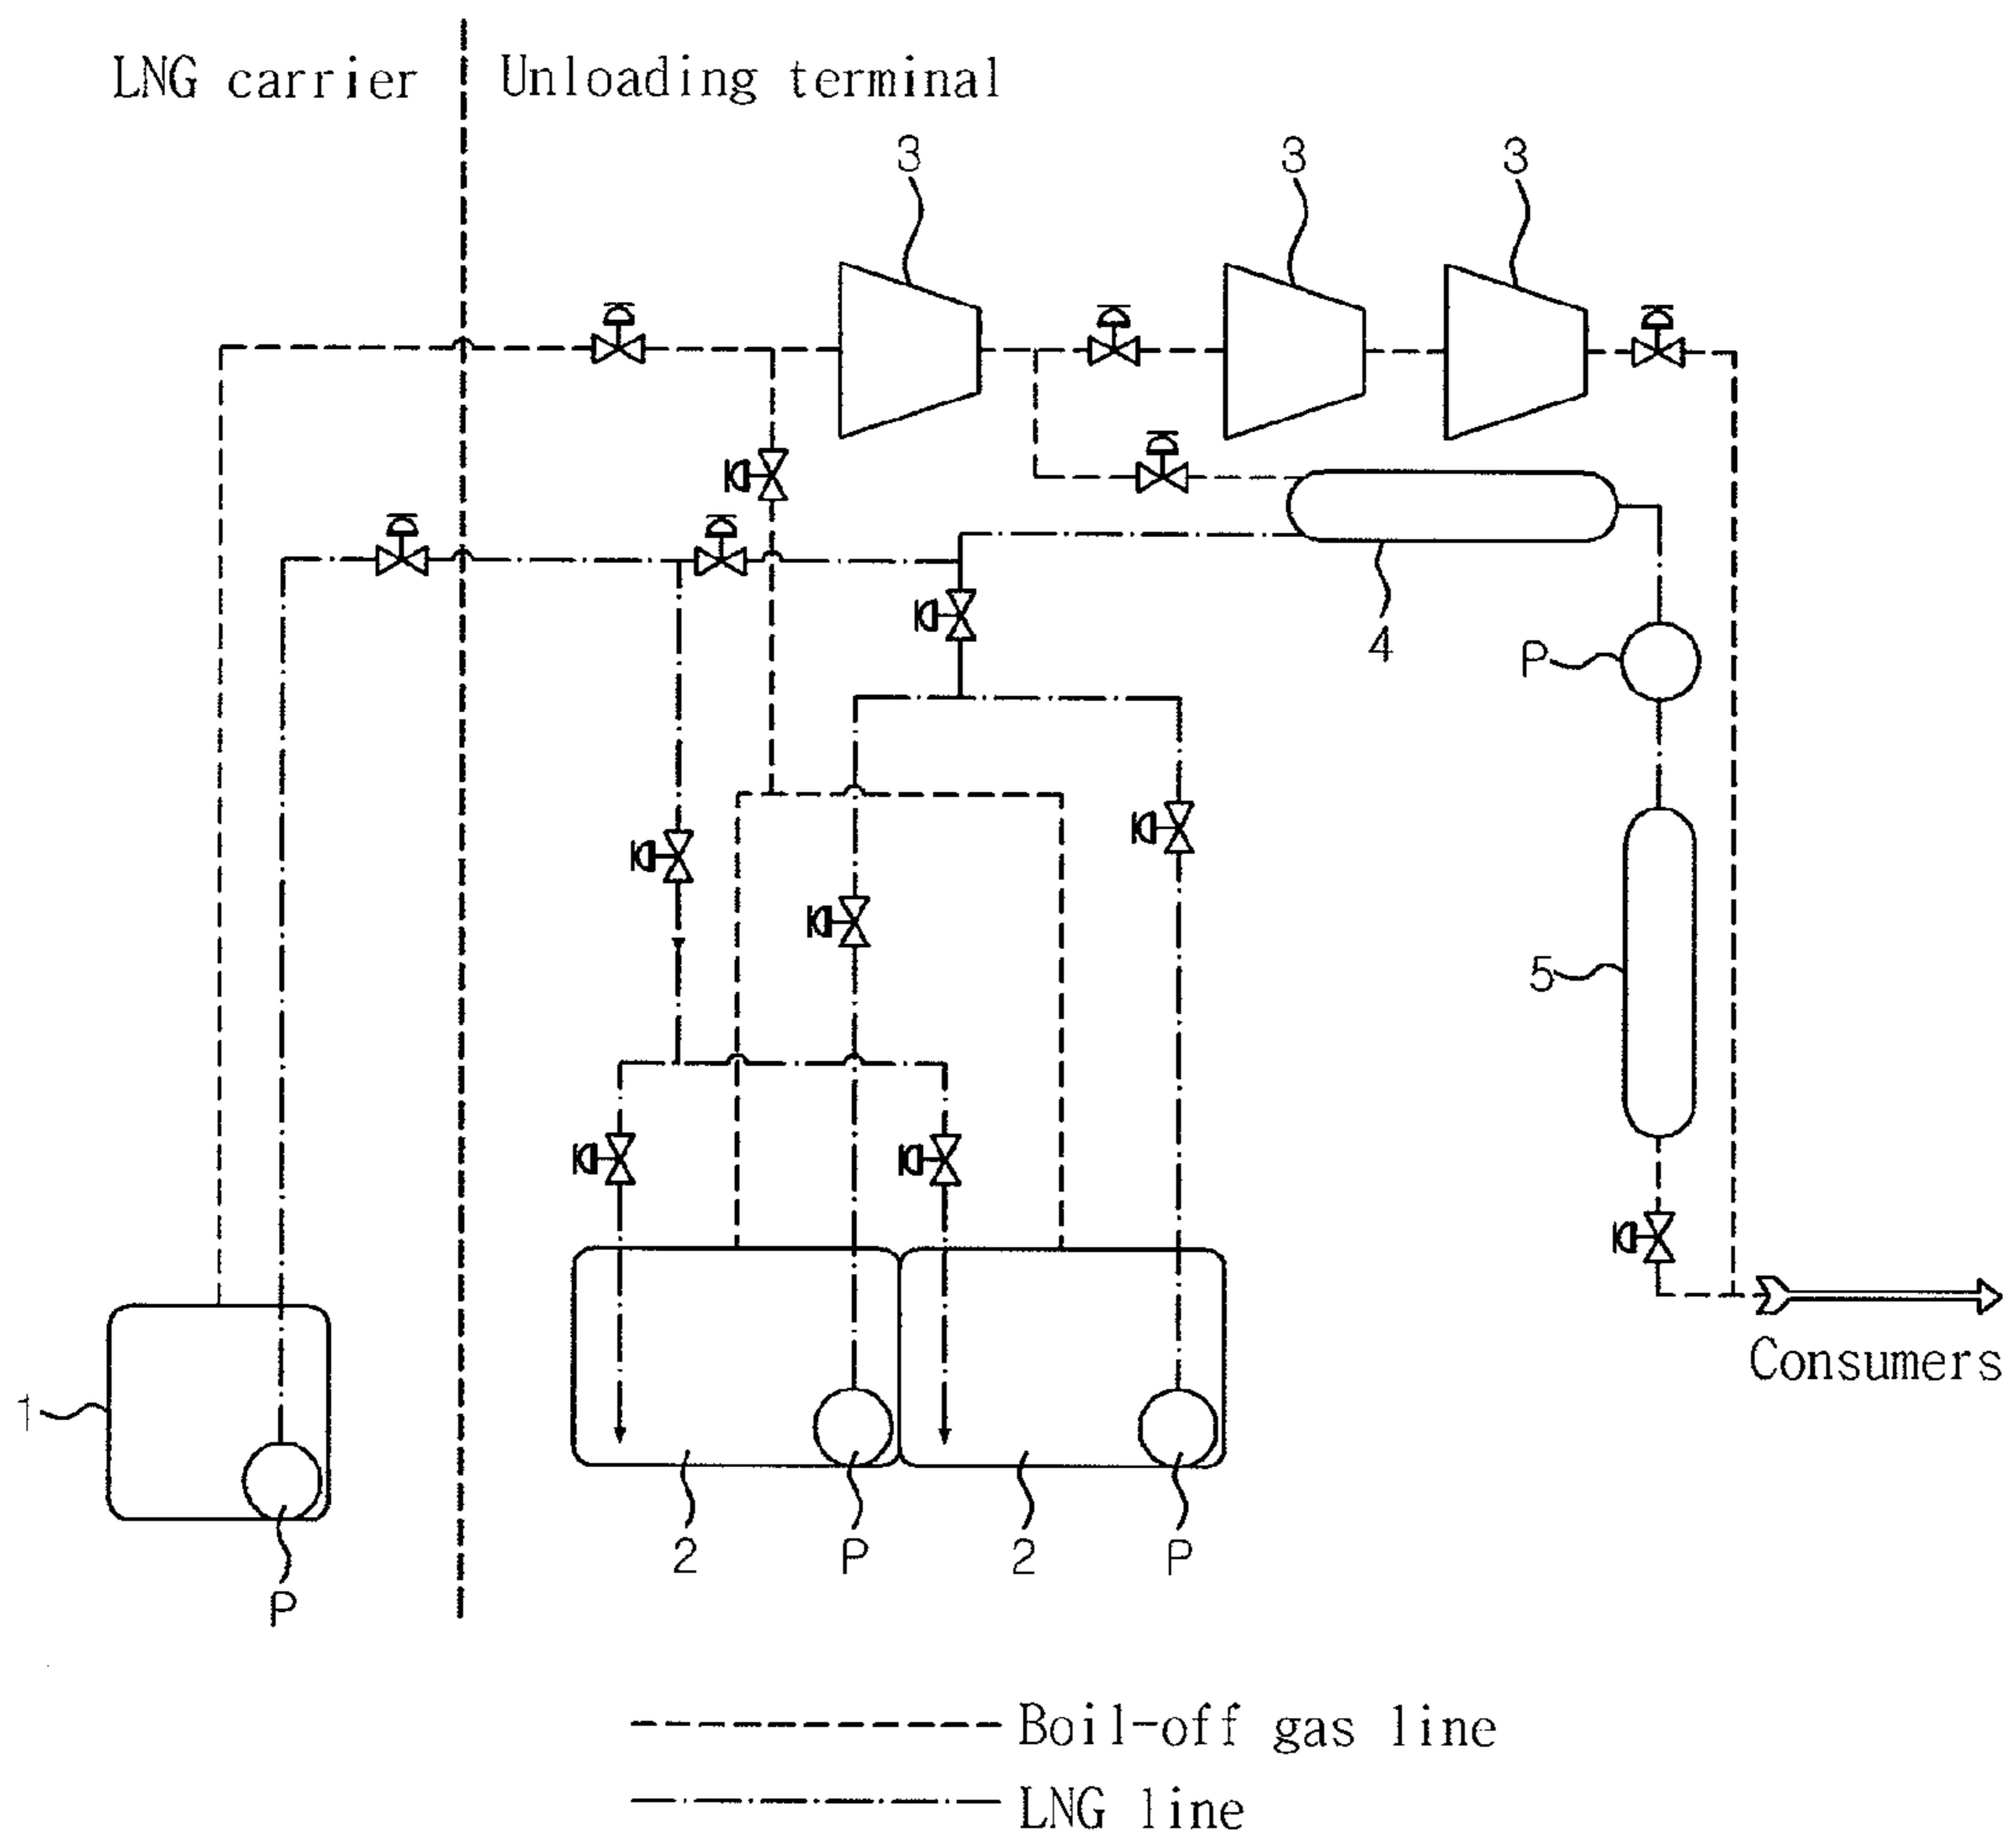 LNG carrier
Unloading terminal
3
3
3
4
P
5
Consumers
1
P
2
P
2
P
Boil-off gas line
LNG line